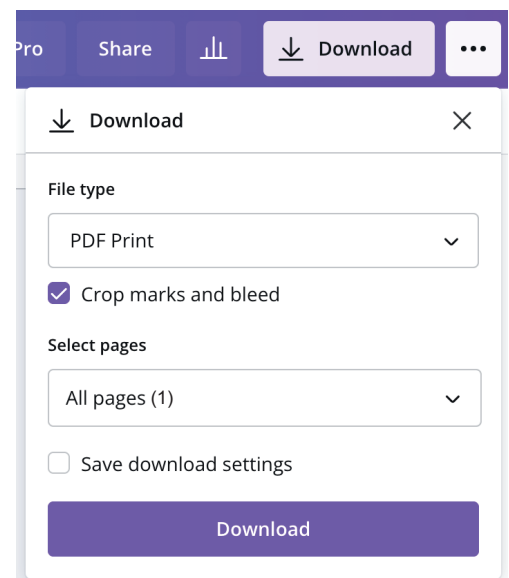 Pro Share Download
Download
File type
PDF Print
Crop marks and bleed
Select pages
All pages (1)
Save download settings
Download